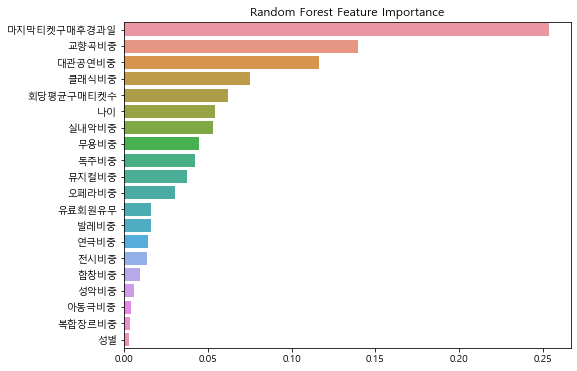 Random Forest Feature Importance
마지막티켓구매후경과일
교향곡비중
대관공연비중
클래식비중
회당평균구매티켓수
나이
실내악비중
무용비중
독주비중
뮤지컬비중
오페라비중
유료회원유무
발레비중
연극비중
전시비중
합창비중
성악비중
아동극비중
복합장르비중
성별
0.00 0.05 0.10 0.15 0.20 0.25